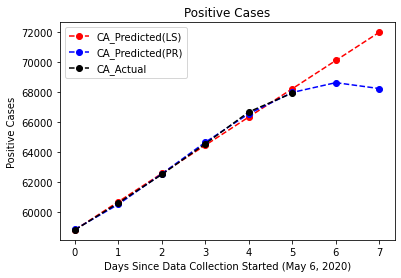 Positive Cases
CA_Predicted(LS)
CA_Predicted(PR)
CA_Actual
Positive Cases
72000
70000
68000
66000
64000
62000
60000
0 1 2 3 4 5 6 7
Days Since Data Collection Started (May 6, 2020)